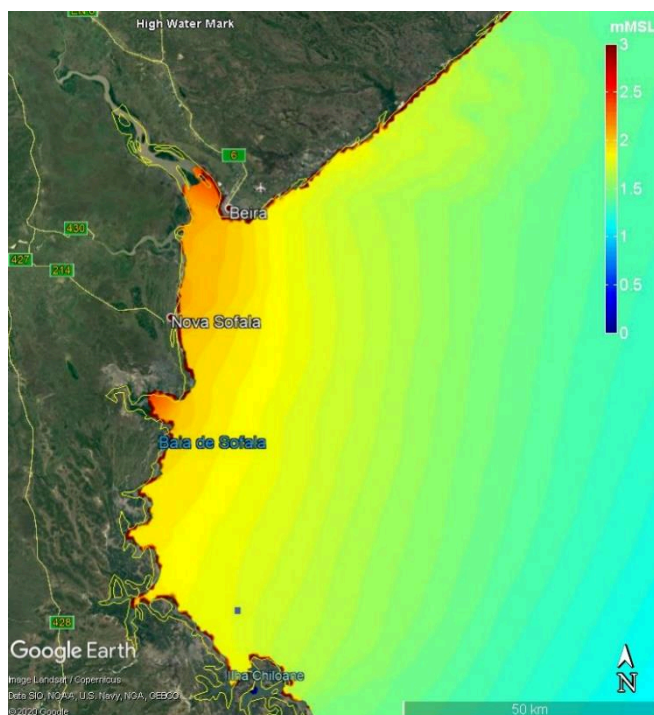 High Water Mark
mMSL
3
2.5
2
1.5
1
0.5
0
6
Beira
430
427
214
Nova Sofala
Baia de Sofala
428
Google Earth
Image Landsat / Copernicus
Data SIO, NOAA, U.S. Navy, NGA, GEBCO
© 2020 Google
Ilha Chiloane
N
50 km